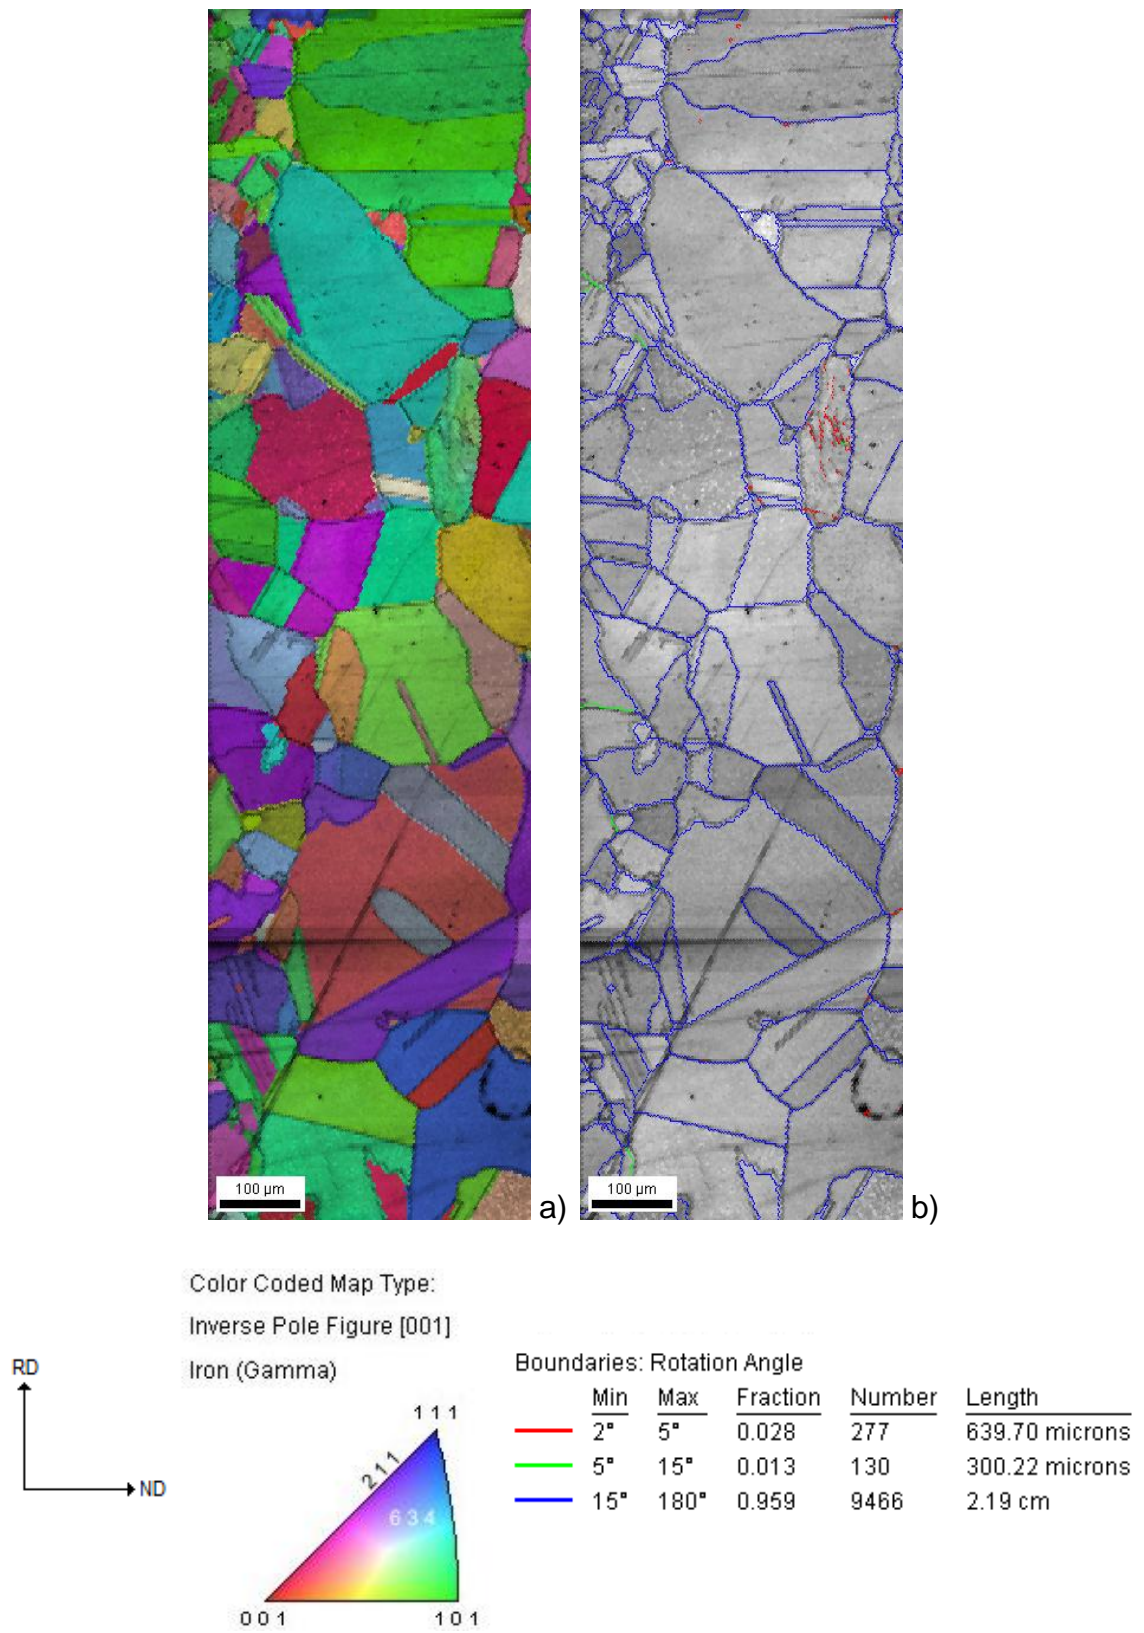 100 µm
a)
100 µm
b)
Color Coded Map Type:
Inverse Pole Figure [001]
Iron (Gamma)
RD
ND
1 1 1
2 1 1
6 3 4
0 0 1
1 0 1
Boundaries: Rotation Angle
Min Max Fraction Number Length
2° 5° 0.028 277 639.70 microns
5° 15° 0.013 130 300.22 microns
15° 180° 0.959 9466 2.19 cm